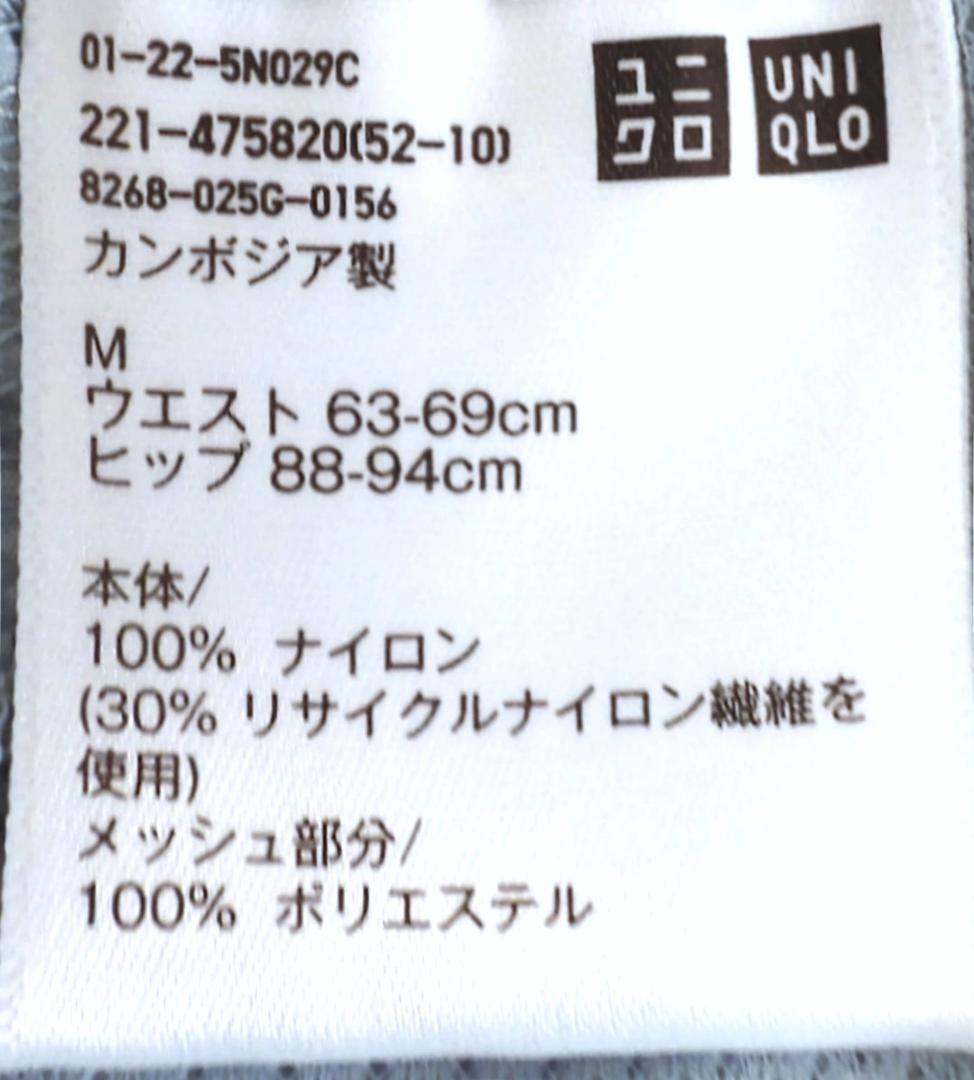 01-22-5N029C
221-475820(52-10)
8268-025G-0156
カンボジア製
ユニ
クロ
UNI
QLO
M
ウエスト 63-69cm
ヒップ 88-94cm
本体/
100% ナイロン
(30% リサイクルナイロン繊維を
使用)
メッシュ部分/
100% ポリエステル